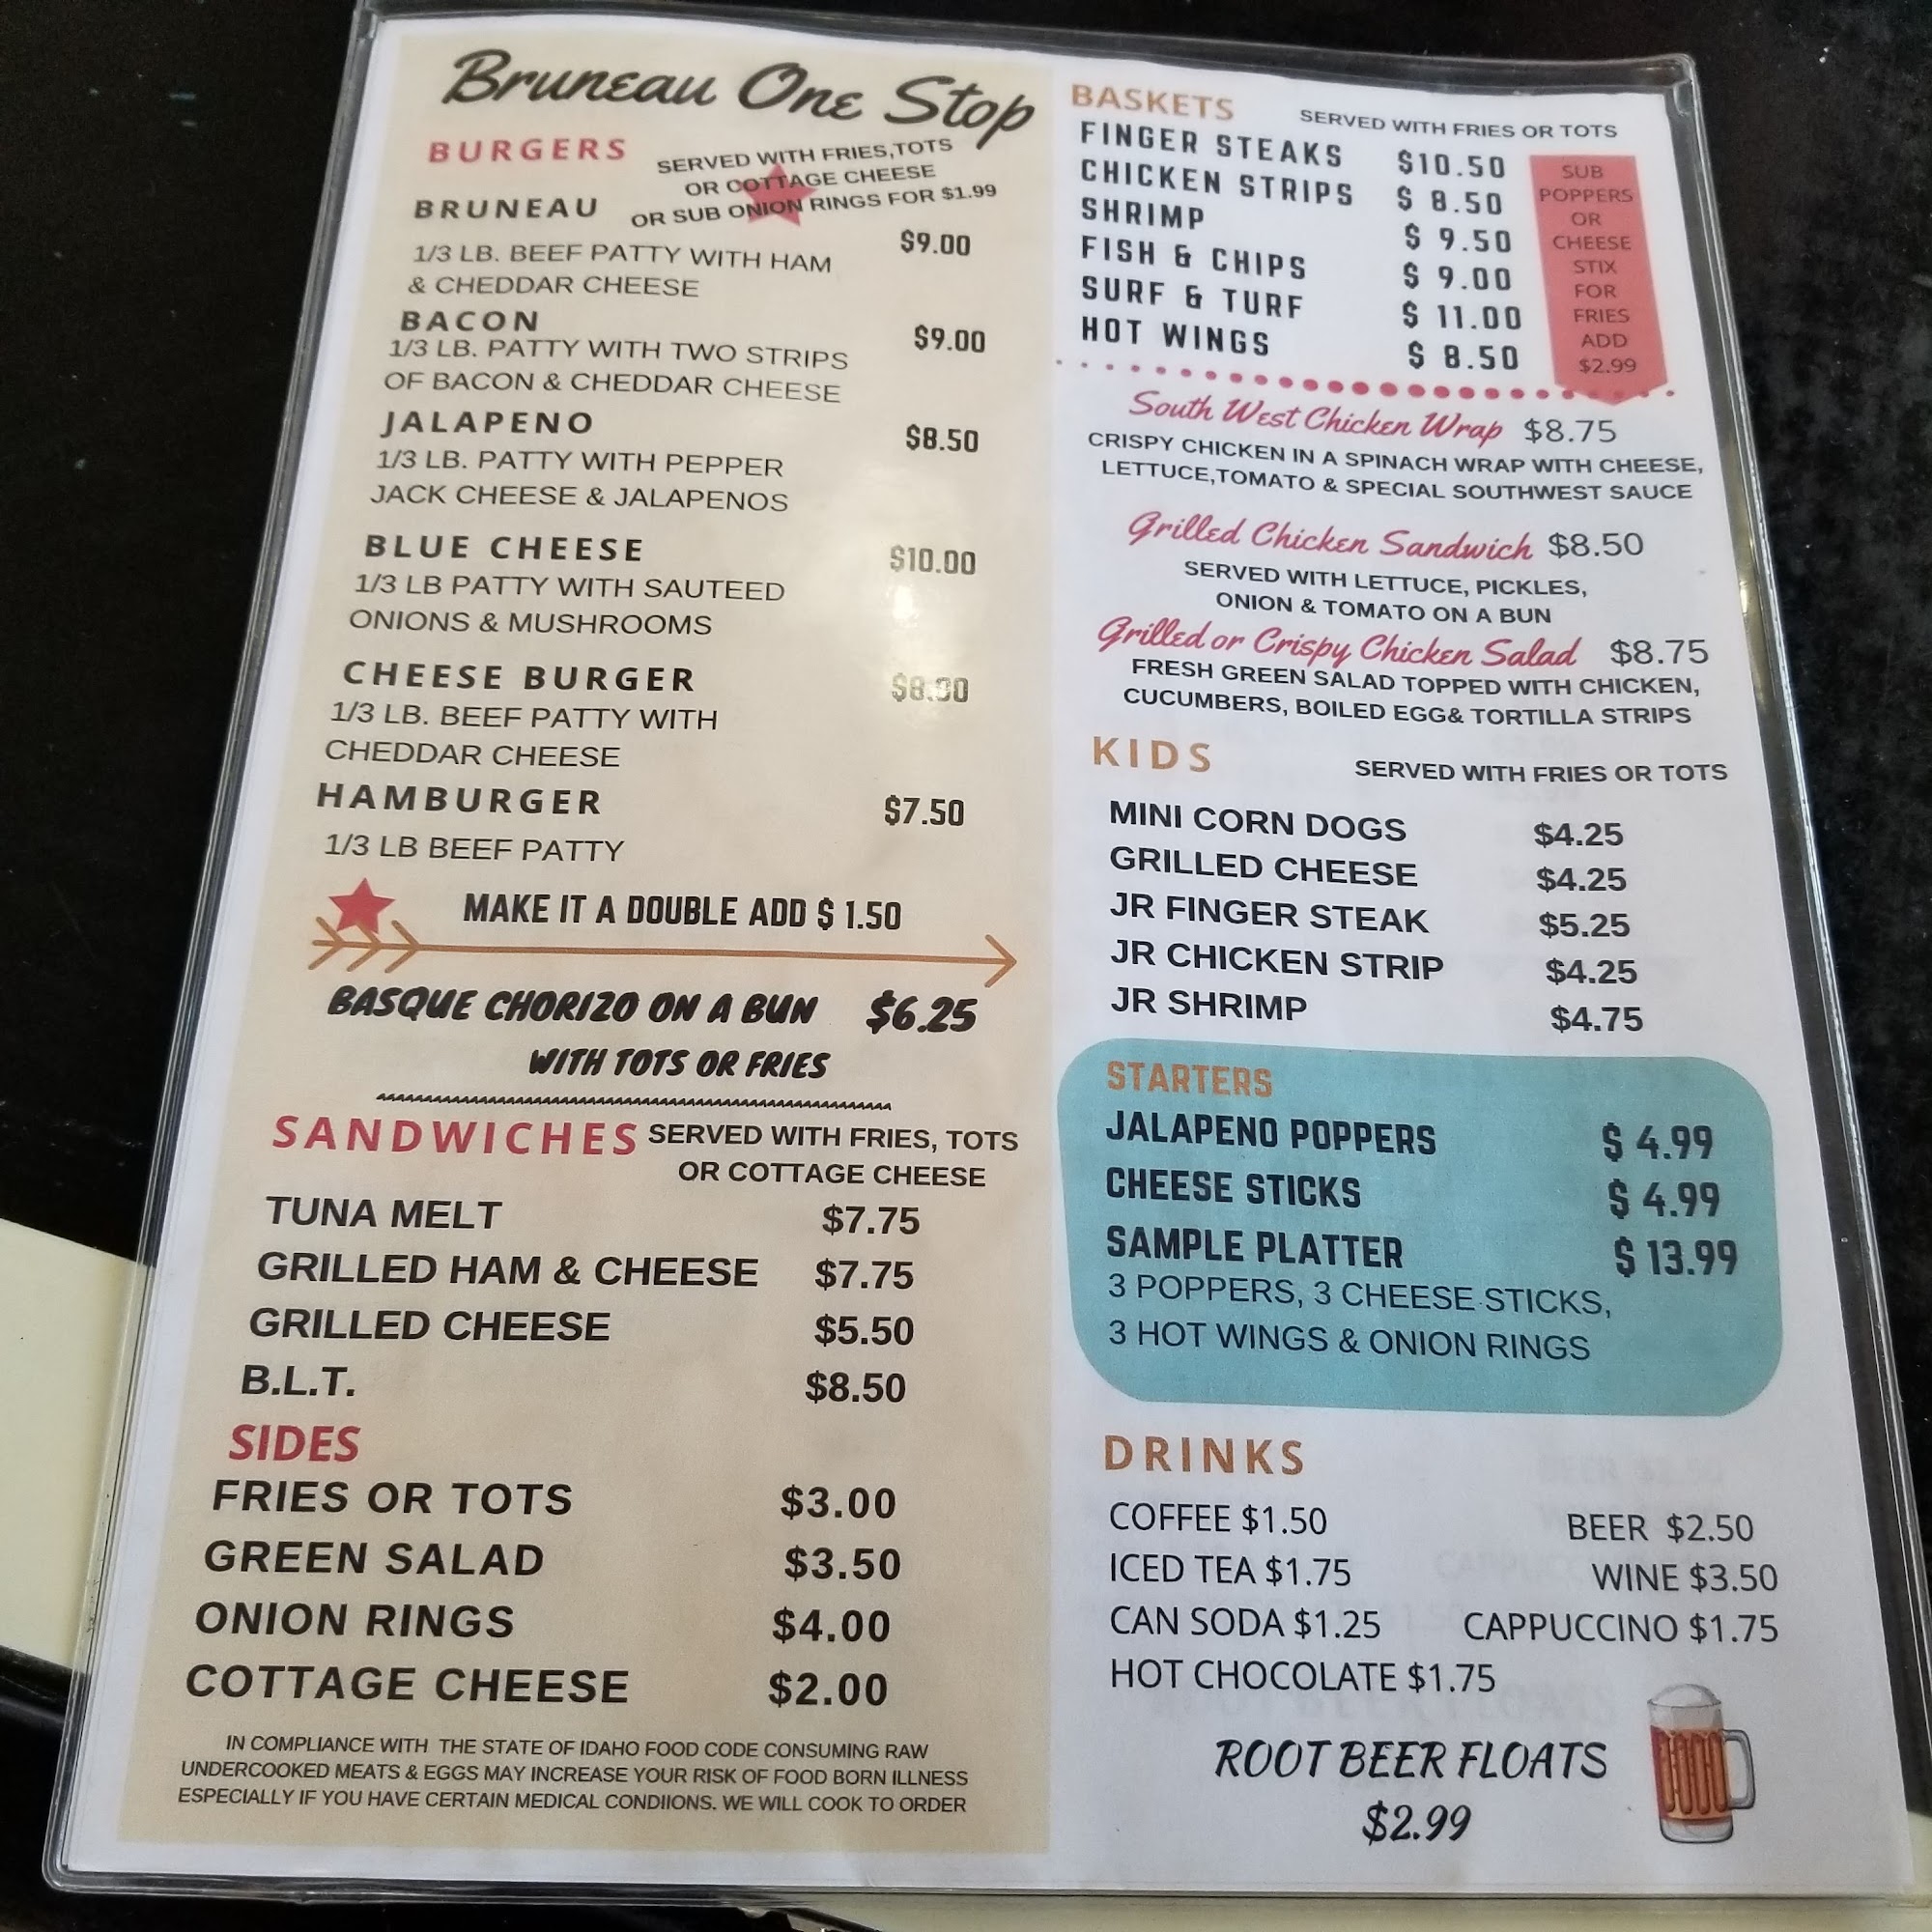 Bruneau One Stop
BURGERS
SERVED WITH FRIES,TOTS
OR COTTAGE CHEESE
OR SUB ONION RINGS FOR $1.99
BRUNEAU
$9.00
1/3 LB. BEEF PATTY WITH HAM
& CHEDDAR CHEESE
BACON
$9.00
1/3 LB. PATTY WITH TWO STRIPS
OF BACON & CHEDDAR CHEESE
JALAPENO
$8.50
1/3 LB. PATTY WITH PEPPER
JACK CHEESE & JALAPENOS
BLUE CHEESE $10.00
1/3 LB PATTY WITH SAUTEED
ONIONS & MUSHROOMS
CHEESE BURGER
1/3 LB. BEEF PATTY WITH
CHEDDAR CHEESE
HAMBURGER $7.50
1/3 LB BEEF PATTY
MAKE IT A DOUBLE ADD $ 1.50
BASQUE CHORIZO ON A BUN $6.25
WITH TOTS OR FRIES
SANDWICHES SERVED WITH FRIES, TOTS
OR COTTAGE CHEESE
TUNA MELT $7.75
GRILLED HAM & CHEESE $7.75
GRILLED CHEESE $5.50
B.L.T. $8.50
SIDES
FRIES OR TOTS $3.00
GREEN SALAD $3.50
ONION RINGS $4.00
COTTAGE CHEESE $2.00
IN COMPLIANCE WITH THE STATE OF IDAHO FOOD CODE CONSUMING RAW
UNDERCOOKED MEATS & EGGS MAY INCREASE YOUR RISK OF FOOD BORN ILLNESS
ESPECIALLY IF YOU HAVE CERTAIN MEDICAL CONDIIONS. WE WILL COOK TO ORDER
BASKETS SERVED WITH FRIES OR TOTS
FINGER STEAKS $10.50
CHICKEN STRIPS $ 8.50
SHRIMP $ 9.50
FISH & CHIPS $ 9.00
SURF & TURF $ 11.00
HOT WINGS $ 8.50
SUB
POPPERS
OR
CHEESE
STIX
FOR
FRIES
ADD
$2.99
South West Chicken Wrap $8.75
CRISPY CHICKEN IN A SPINACH WRAP WITH CHEESE,
LETTUCE,TOMATO & SPECIAL SOUTHWEST SAUCE
Grilled Chicken Sandwich $8.50
SERVED WITH LETTUCE, PICKLES,
ONION & TOMATO ON A BUN
Grilled or Crispy Chicken Salad $8.75
FRESH GREEN SALAD TOPPED WITH CHICKEN,
CUCUMBERS, BOILED EGG& TORTILLA STRIPS
KIDS SERVED WITH FRIES OR TOTS
MINI CORN DOGS $4.25
GRILLED CHEESE $4.25
JR FINGER STEAK $5.25
JR CHICKEN STRIP $4.25
JR SHRIMP $4.75
STARTERS
JALAPENO POPPERS $ 4.99
CHEESE STICKS $ 4.99
SAMPLE PLATTER $ 13.99
3 POPPERS, 3 CHEESE STICKS,
3 HOT WINGS & ONION RINGS
DRINKS
COFFEE $1.50 BEER $2.50
ICED TEA $1.75 WINE $3.50
CAN SODA $1.25 CAPPUCCINO $1.75
HOT CHOCOLATE $1.75
ROOT BEER FLOATS
$2.99